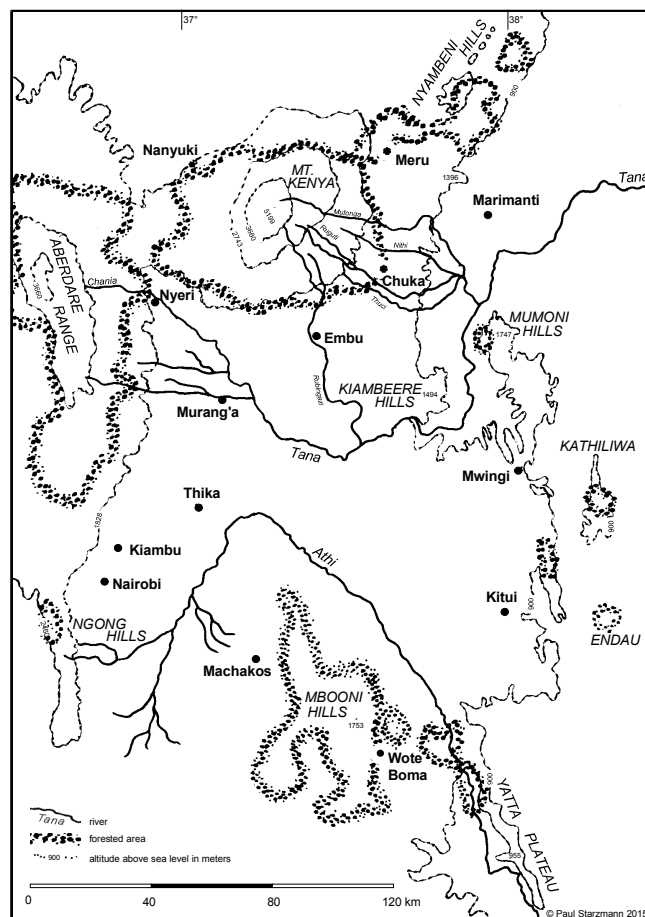 37°
38°
NYAMBENI
HILLS
900
Nanyuki
Meru
MT.
KENYA
1396
Marimanti
Tana
5199
3680
2743
Mutonga
Ruguti
Nithi
ABERDARE
RANGE
3660
Chania
Nyeri
Chuka
Thuci
MUMONI
HILLS
1747
Embu
KIAMBEERE
HILLS
1494
Murang'a
Tana
KATHILIWA
Mwingi
900
Thika
1828
Athi
Kiambu
Nairobi
Kitui
900
NGONG
HILLS
ENDAU
Machakos
MBOONI
HILLS
1753
Wote
Boma
900
YATTA
PLATEAU
955
Tana river
forested area
900 altitude above sea level in meters
0 40 80 120 km
© Paul Starzmann 2015